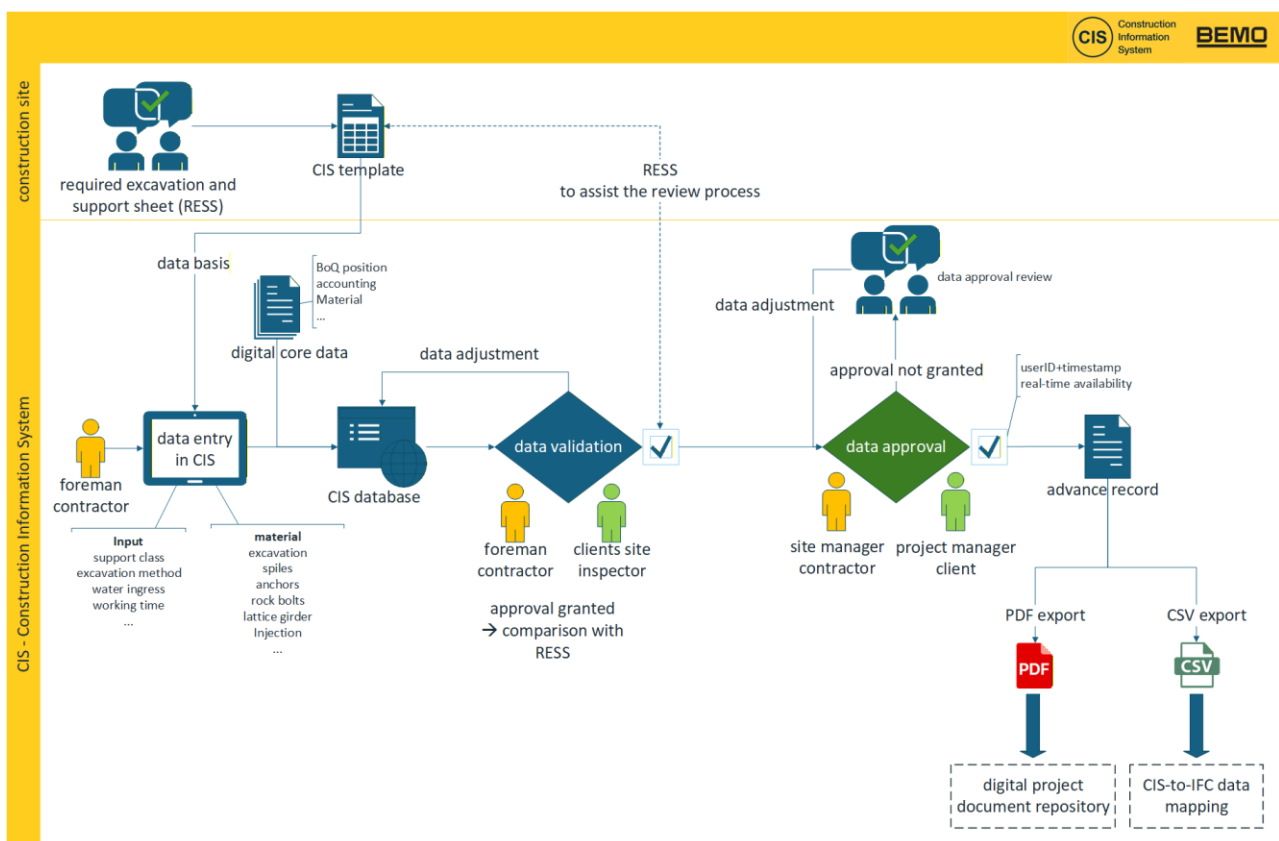 CIS
Construction
Information
System
BEMO
construction site
required excavation and
support sheet (RESS)
CIS template
RESS
to assist the review process
CIS - Construction Information System
data basis
BoQ position
accounting
Material
...
digital core data
data adjustment
data adjustment
data approval review
approval not granted
userID+timestamp
real-time availability
foreman
contractor
data entry
in CIS
CIS database
data validation
data approval
advance record
Input
support class
excavation method
water ingress
working time
...
material
excavation
spiles
anchors
rock bolts
lattice girder
Injection
...
foreman
contractor
clients site
inspector
approval granted
→ comparison with
RESS
site manager
contractor
project manager
client
PDF export
CSV export
PDF
CSV
digital project
document repository
CIS-to-IFC data
mapping